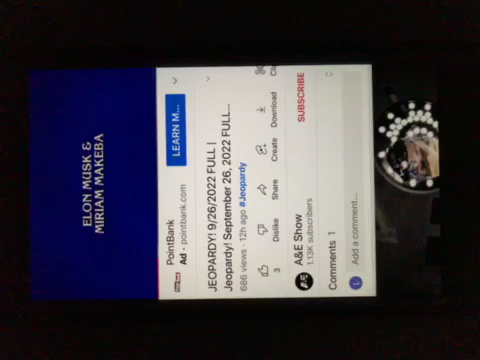 ELON MUSK &
MIRIAM MAKEBA
PointBank
Ad • pointbank.com
LEARN M...
JEOPARDY! 9/26/2022 FULL |
Jeopardy! September 26, 2022 FULL...
686 views · 12h ago #Jeopardy
3
Dislike
Share
Create
Download
A&E Show
1.13K subscribers
SUBSCRIBE
Comments 1
L
Add a comment...